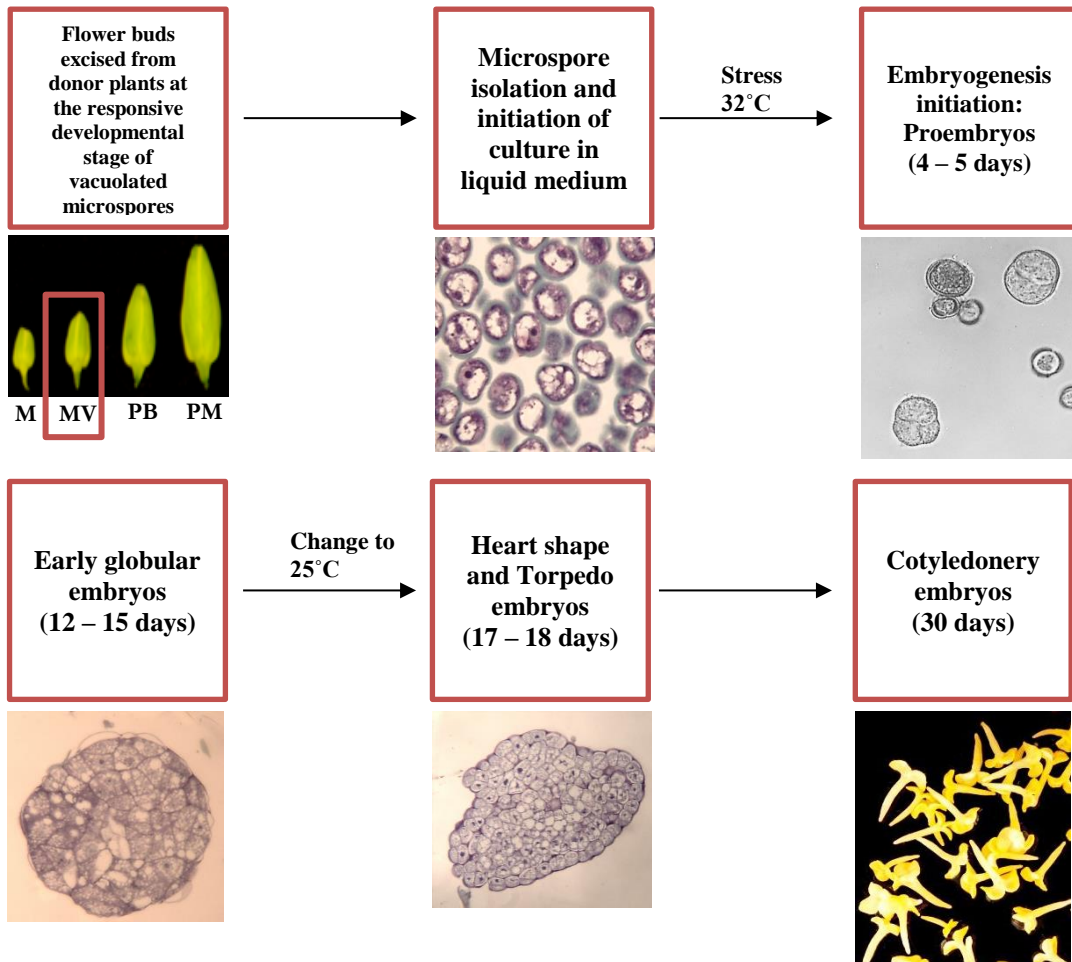 Flower buds
excised from
donor plants at
the responsive
developmental
stage of
vacuolated
microspores
Microspore
isolation and
initiation of
culture in
liquid medium
Stress
32˚C
Embryogenesis
initiation:
Proembryos
(4 – 5 days)
M MV PB PM
Early globular
embryos
(12 – 15 days)
Change to
25˚C
Heart shape
and Torpedo
embryos
(17 – 18 days)
Cotyledonery
embryos
(30 days)